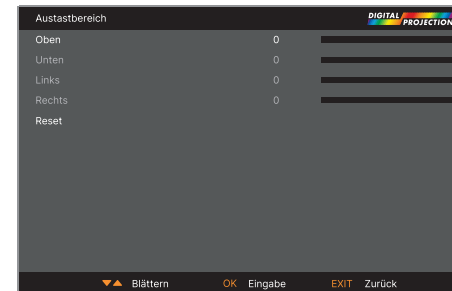 Austastbereich DIGITAL PROJECTION
Oben 0
Unten 0
Links 0
Rechts 0
Reset
Blättern OK Eingabe EXIT Zurück